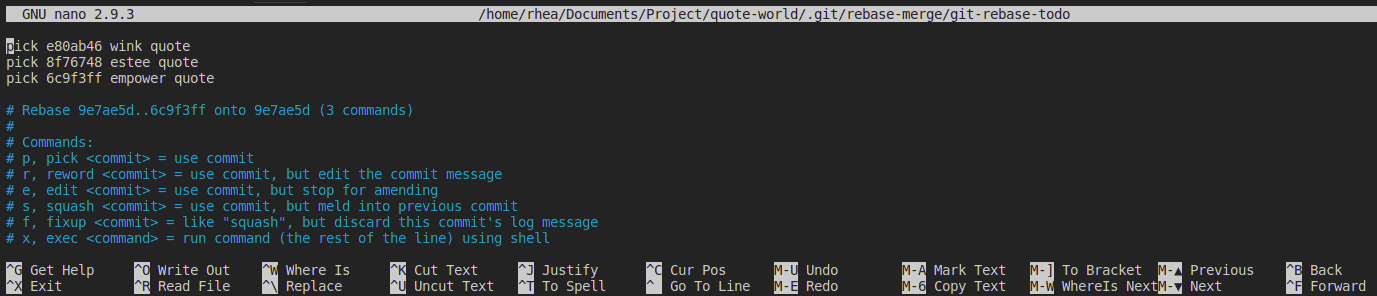 GNU nano 2.9.3 /home/rhea/Documents/Project/quote-world/.git/rebase-merge/git-rebase-todo
pick e80ab46 wink quote
pick 8f76748 estee quote
pick 6c9f3ff empower quote
# Rebase 9e7ae5d..6c9f3ff onto 9e7ae5d (3 commands)
#
# Commands:
# p, pick <commit> = use commit
# r, reword <commit> = use commit, but edit the commit message
# e, edit <commit> = use commit, but stop for amending
# s, squash <commit> = use commit, but meld into previous commit
# f, fixup <commit> = like "squash", but discard this commit's log message
# x, exec <command> = run command (the rest of the line) using shell
^G Get Help ^O Write Out ^W Where Is ^K Cut Text ^J Justify ^C Cur Pos M-U Undo M-A Mark Text M-] To Bracket M-▲ Previous ^B Back
^X Exit ^R Read File ^\ Replace ^U Uncut Text ^T To Spell ^_ Go To Line M-E Redo M-6 Copy Text M-W WhereIs Next M-▼ Next ^F Forward